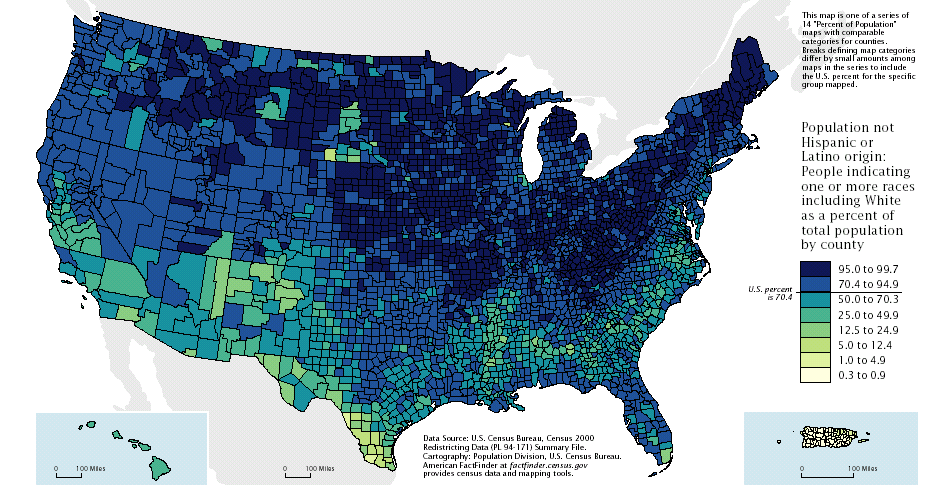 This map is one of a series of
14 "Percent of Population"
maps with comparable
categories for counties.
Breaks defining map categories
differ by small amounts among
maps in the series to include
the U.S. percent for the specific
group mapped.
Population not
Hispanic or
Latino origin:
People indicating
one or more races
including White
as a percent of
total population
by county
95.0 to 99.7
70.4 to 94.9
U.S. percent
is 70.4
50.0 to 70.3
25.0 to 49.9
12.5 to 24.9
5.0 to 12.4
1.0 to 4.9
0.3 to 0.9
Data Source: U.S. Census Bureau, Census 2000
Redistricting Data (PL 94-171) Summary File.
Cartography: Population Division, U.S. Census Bureau.
American FactFinder at factfinder.census.gov
provides census data and mapping tools.
0 100 Miles
0 100 Miles
0 100 Miles